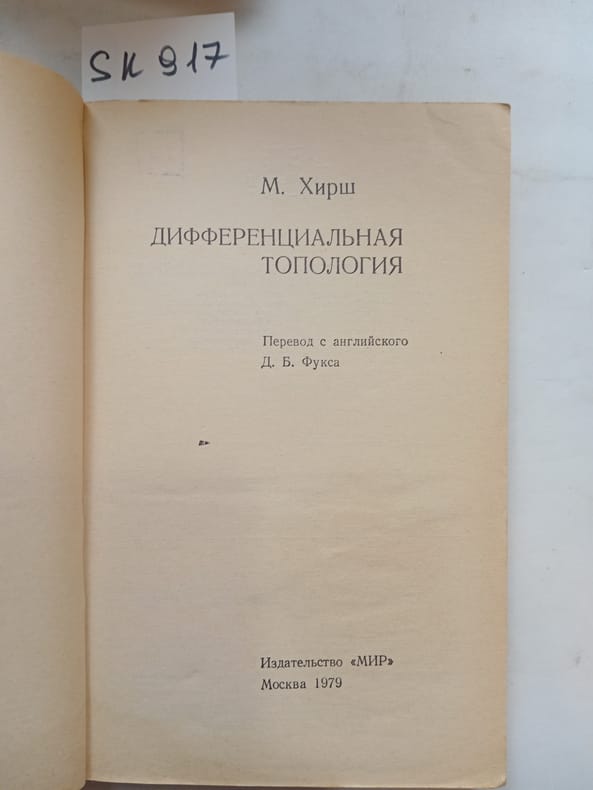 SK 917
М. Хирш
ДИФФЕРЕНЦИАЛЬНАЯ
ТОПОЛОГИЯ
Перевод с английского
Д. Б. Фукса
Издательство «МИР»
Москва 1979